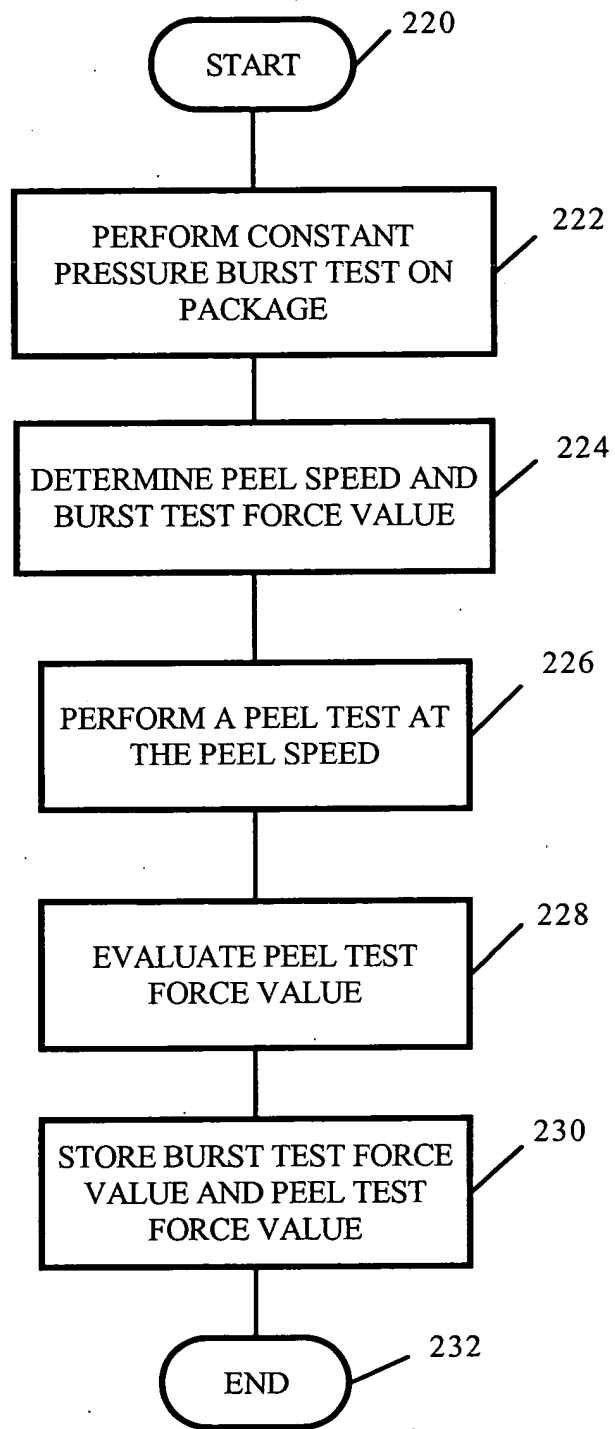 220
START
222
PERFORM CONSTANT
PRESSURE BURST TEST ON
PACKAGE
224
DETERMINE PEEL SPEED AND
BURST TEST FORCE VALUE
226
PERFORM A PEEL TEST AT
THE PEEL SPEED
228
EVALUATE PEEL TEST
FORCE VALUE
230
STORE BURST TEST FORCE
VALUE AND PEEL TEST
FORCE VALUE
232
END